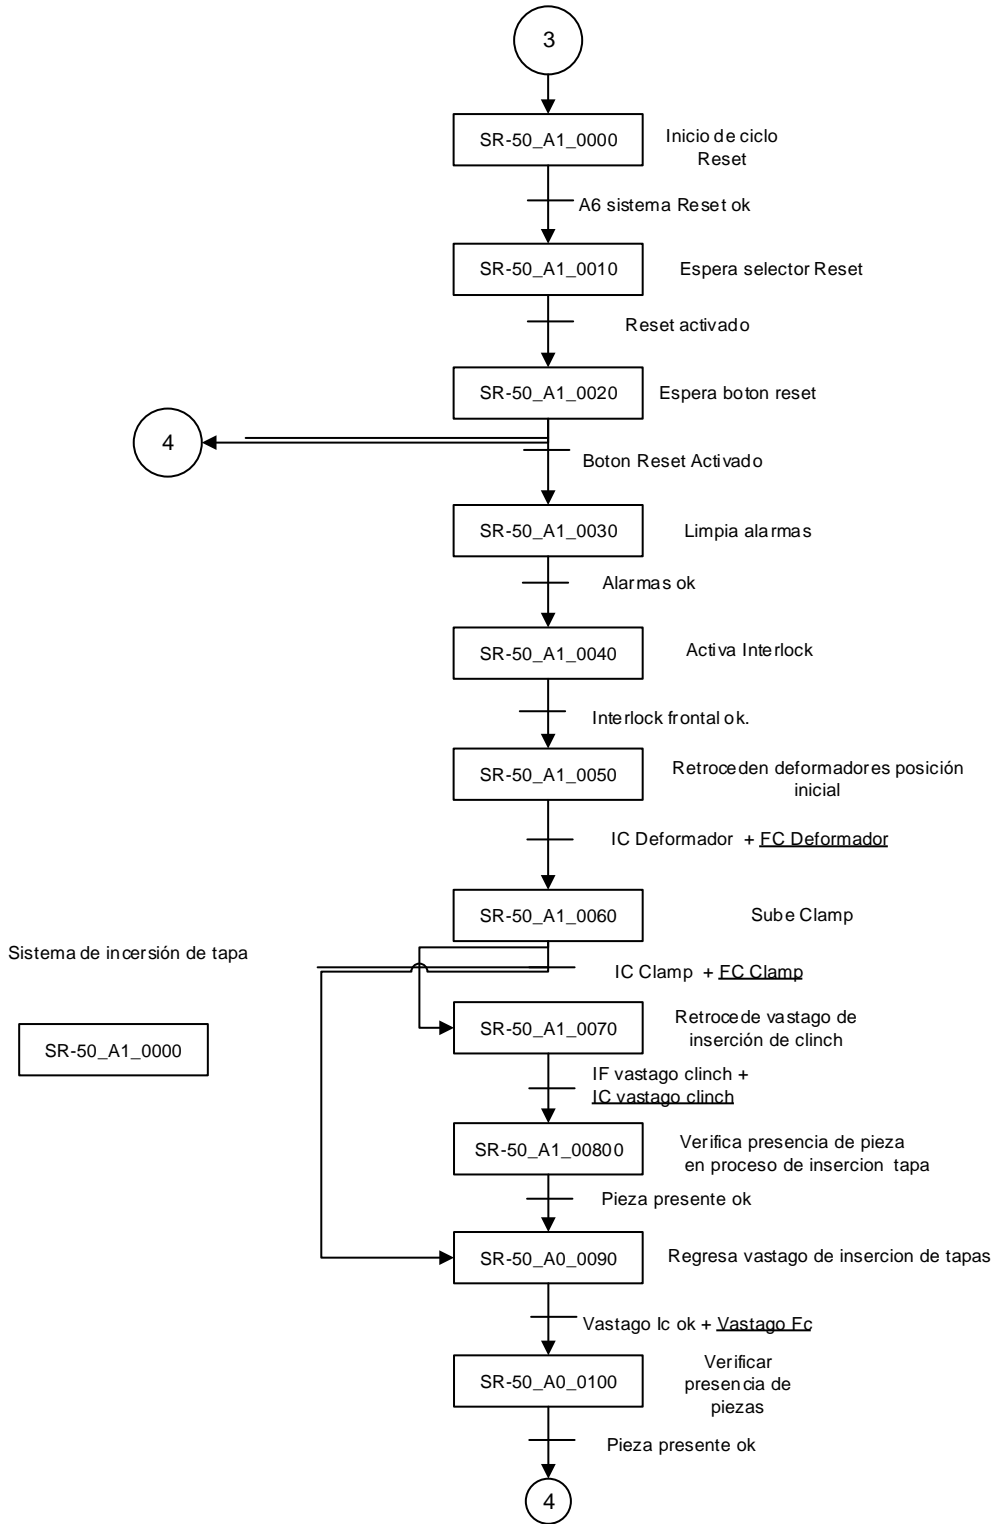 3
SR-50_A1_0000
Inicio de ciclo
Reset
A6 sistema Reset ok
SR-50_A1_0010
Espera selector Reset
Reset activado
SR-50_A1_0020
Espera boton reset
4
Boton Reset Activado
SR-50_A1_0030
Limpia alarmas
Alarmas ok
SR-50_A1_0040
Activa Interlock
Interlock frontal ok.
SR-50_A1_0050
Retroceden deformadores posición
inicial
IC Deformador + FC Deformador
SR-50_A1_0060
Sube Clamp
Sistema de incersión de tapa
IC Clamp + FC Clamp
SR-50_A1_0000
SR-50_A1_0070
Retrocede vastago de
inserción de clinch
IF vastago clinch +
IC vastago clinch
SR-50_A1_00800
Verifica presencia de pieza
en proceso de insercion tapa
Pieza presente ok
SR-50_A0_0090
Regresa vastago de insercion de tapas
Vastago Ic ok + Vastago Fc
SR-50_A0_0100
Verificar
presencia de
piezas
Pieza presente ok
4